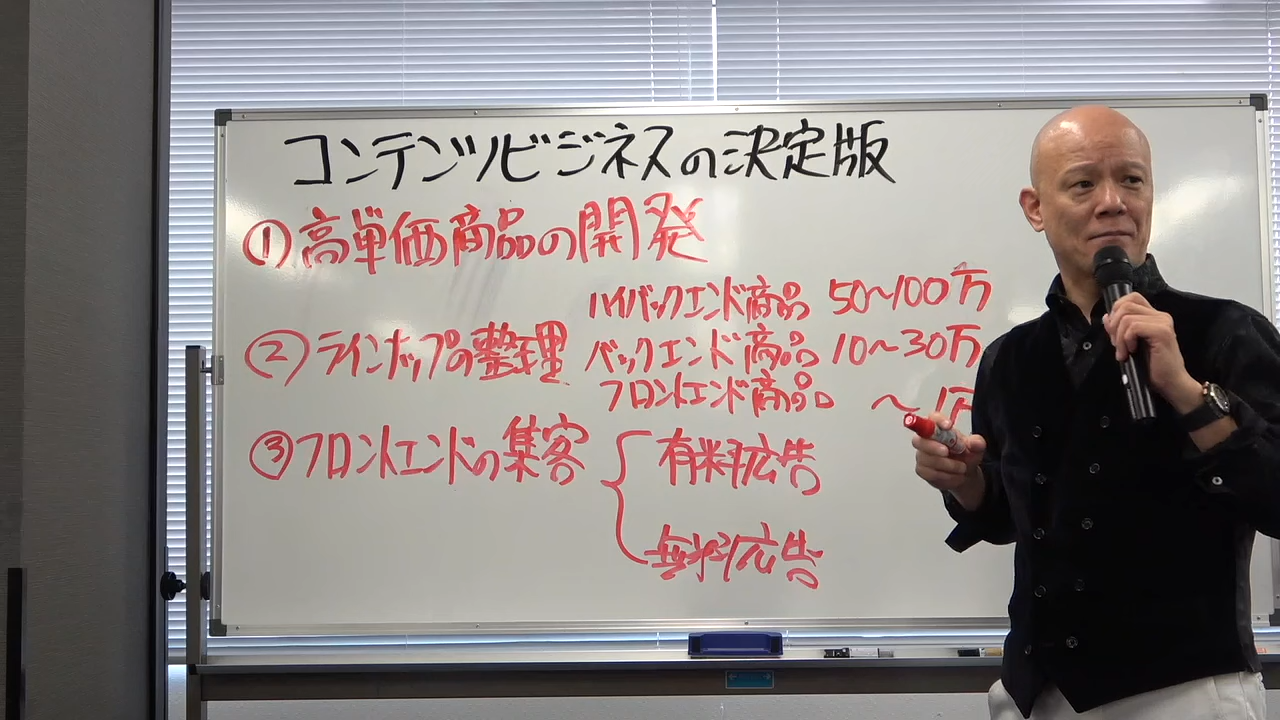 コンテンツビジネスの決定版
①高単価商品の開発
ハイバックエンド商品 50〜100万
②ラインナップの整理 バックエンド商品 10〜30万
フロントエンド商品 〜1万
③フロントエンドの集客 有料広告
無料広告